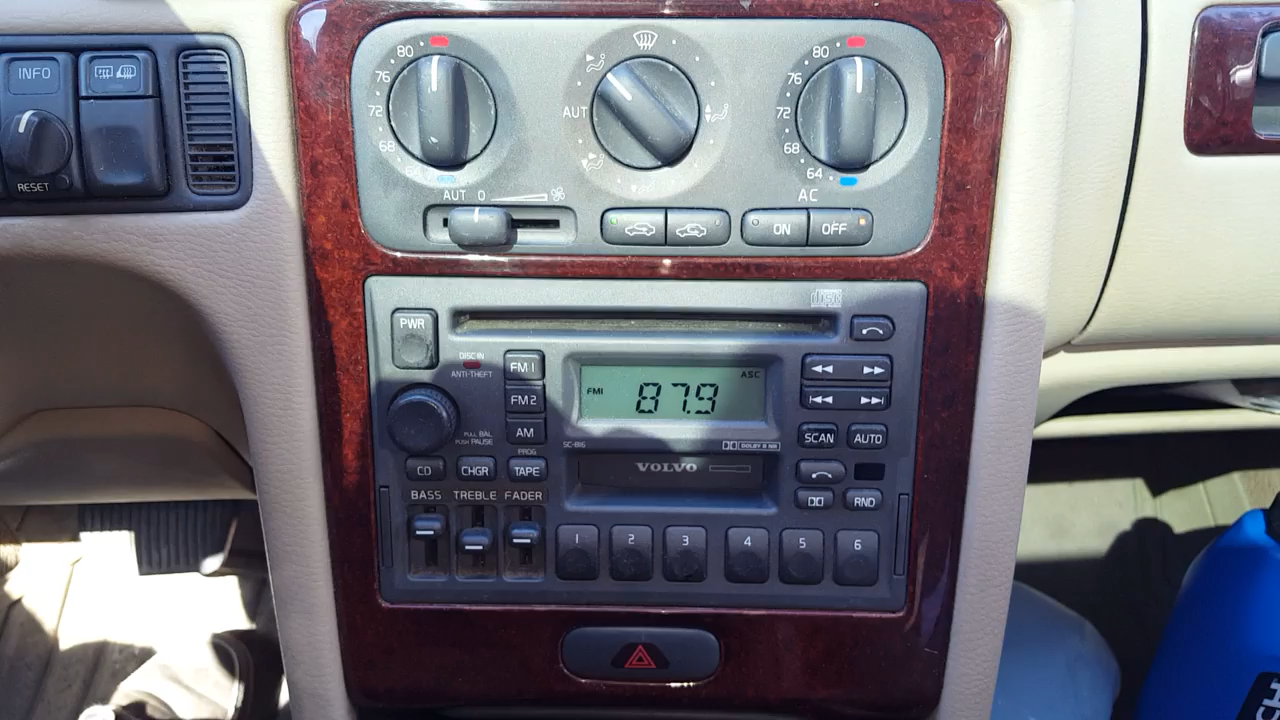 INFO
RESET
80
76
72
68
AUT
80
76
72
68
64
AUT 0
AC
ON
OFF
disc
PWR
DISC IN
ANTI-THEFT
FM1
FM2
AM
FM1
87.9
ASC
PULL BAL
PUSH PAUSE
SC-816
DOLBY B NR
SCAN
AUTO
CD
CHGR
PROG
TAPE
VOLVO
RND
BASS TREBLE FADER
1 2 3 4 5 6
CH